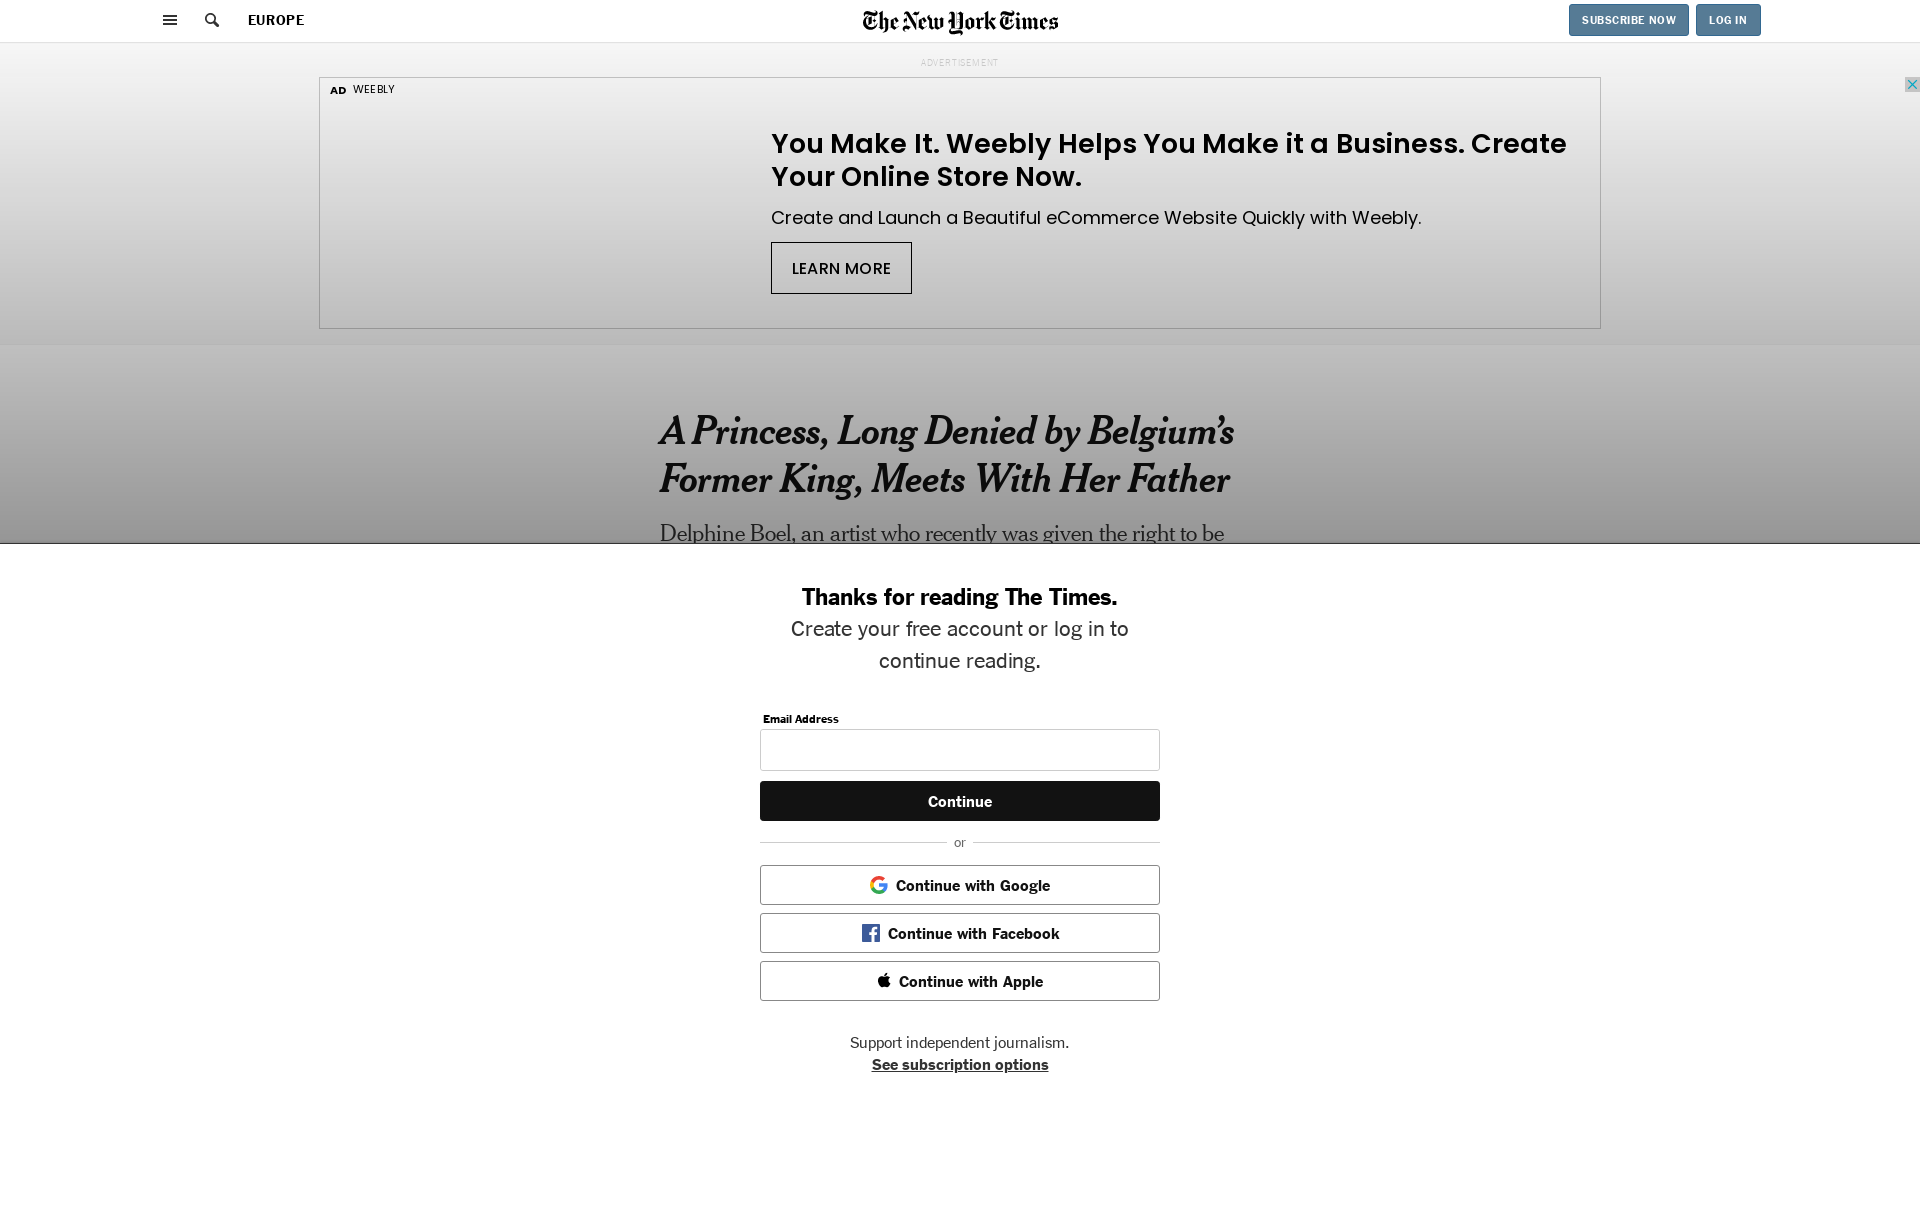 EUROPE
The New York Times
SUBSCRIBE NOW
LOG IN
ADVERTISEMENT
AD WEEBLY
You Make It. Weebly Helps You Make it a Business. Create
Your Online Store Now.
Create and Launch a Beautiful eCommerce Website Quickly with Weebly.
LEARN MORE
A Princess, Long Denied by Belgium’s
Former King, Meets With Her Father
Delphine Boel, an artist who recently was given the right to be
Thanks for reading The Times.
Create your free account or log in to
continue reading.
Email Address
Continue
or
Continue with Google
Continue with Facebook
Continue with Apple
Support independent journalism.
See subscription options